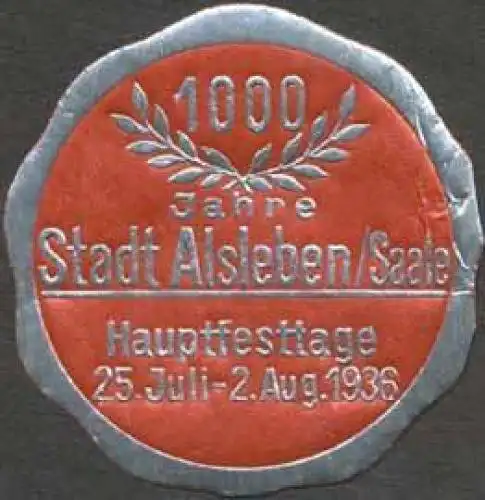 1000
Jahre
Stadt Alsleben/Saale
Hauptfesttage
25. Juli - 2. Aug. 1936